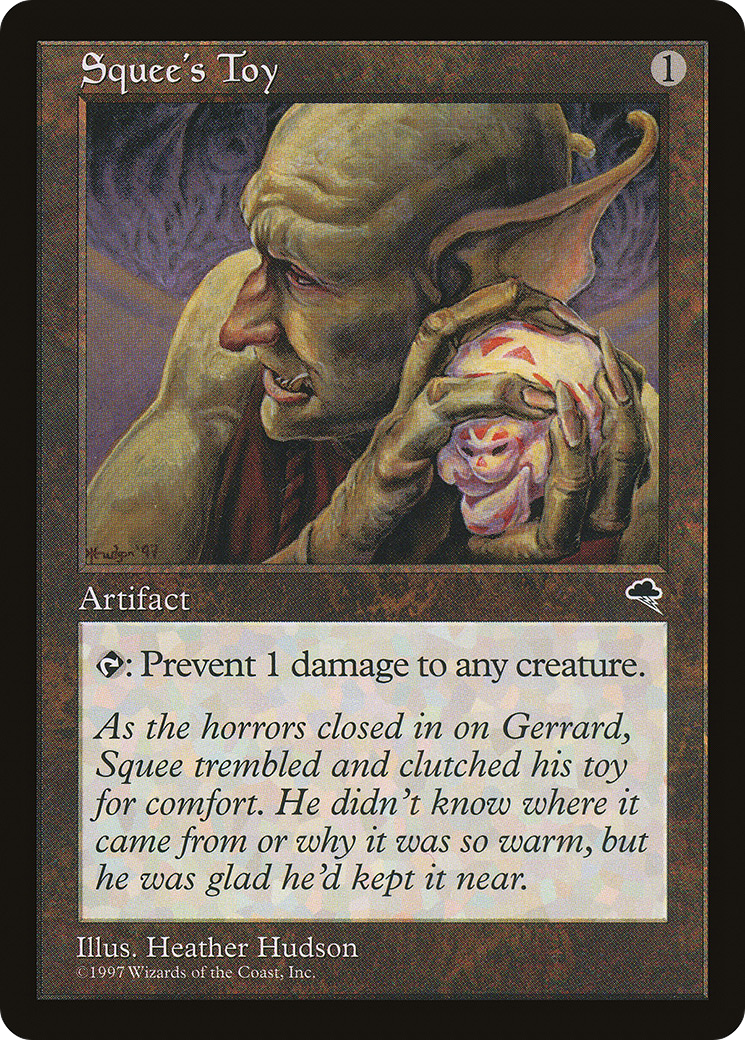 Squee's Toy
1
Hudson '97
Artifact
: Prevent 1 damage to any creature.
As the horrors closed in on Gerrard,
Squee trembled and clutched his toy
for comfort. He didn't know where it
came from or why it was so warm, but
he was glad he'd kept it near.
Illus. Heather Hudson
©1997 Wizards of the Coast, Inc.